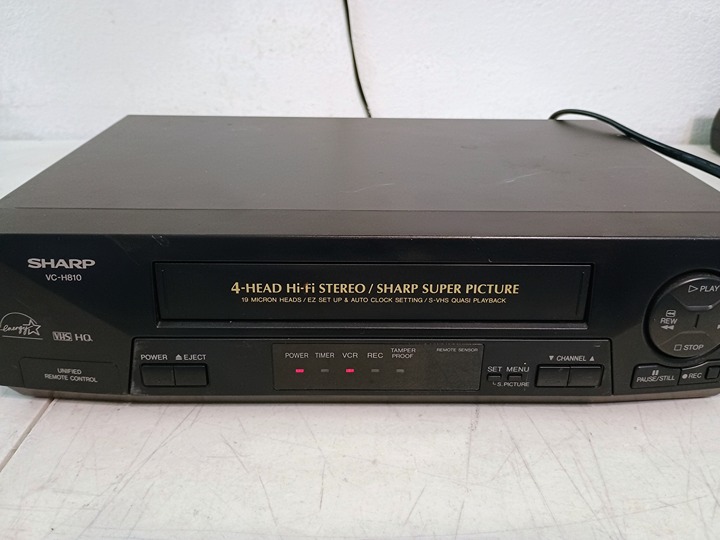 SHARP
VC-H810
4-HEAD Hi-Fi STEREO / SHARP SUPER PICTURE
19 MICRON HEADS / EZ SET UP & AUTO CLOCK SETTING / S-VHS QUASI PLAYBACK
energy
VHS HQ
UNIFIED
REMOTE CONTROL
POWER ⏏ EJECT
POWER TIMER VCR REC TAMPER
PROOF
REMOTE SENSOR
SET MENU
S. PICTURE
▼ CHANNEL ▲
▷ PLAY
REW
◀◀
□ STOP
PAUSE/STILL
● REC